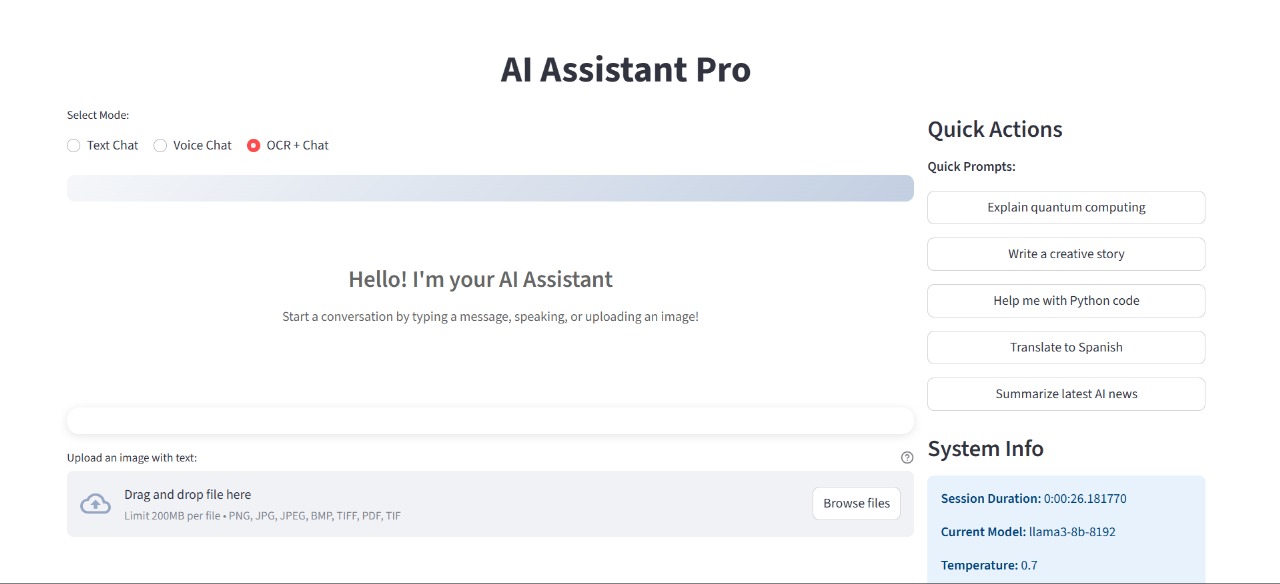 AI Assistant Pro
Select Mode:
Text Chat
Voice Chat
OCR + Chat
Hello! I'm your AI Assistant
Start a conversation by typing a message, speaking, or uploading an image!
Upload an image with text:
Drag and drop file here
Limit 200MB per file • PNG, JPG, JPEG, BMP, TIFF, PDF, TIF
Browse files
Quick Actions
Quick Prompts:
Explain quantum computing
Write a creative story
Help me with Python code
Translate to Spanish
Summarize latest AI news
System Info
Session Duration: 0:00:26.181770
Current Model: llama3-8b-8192
Temperature: 0.7